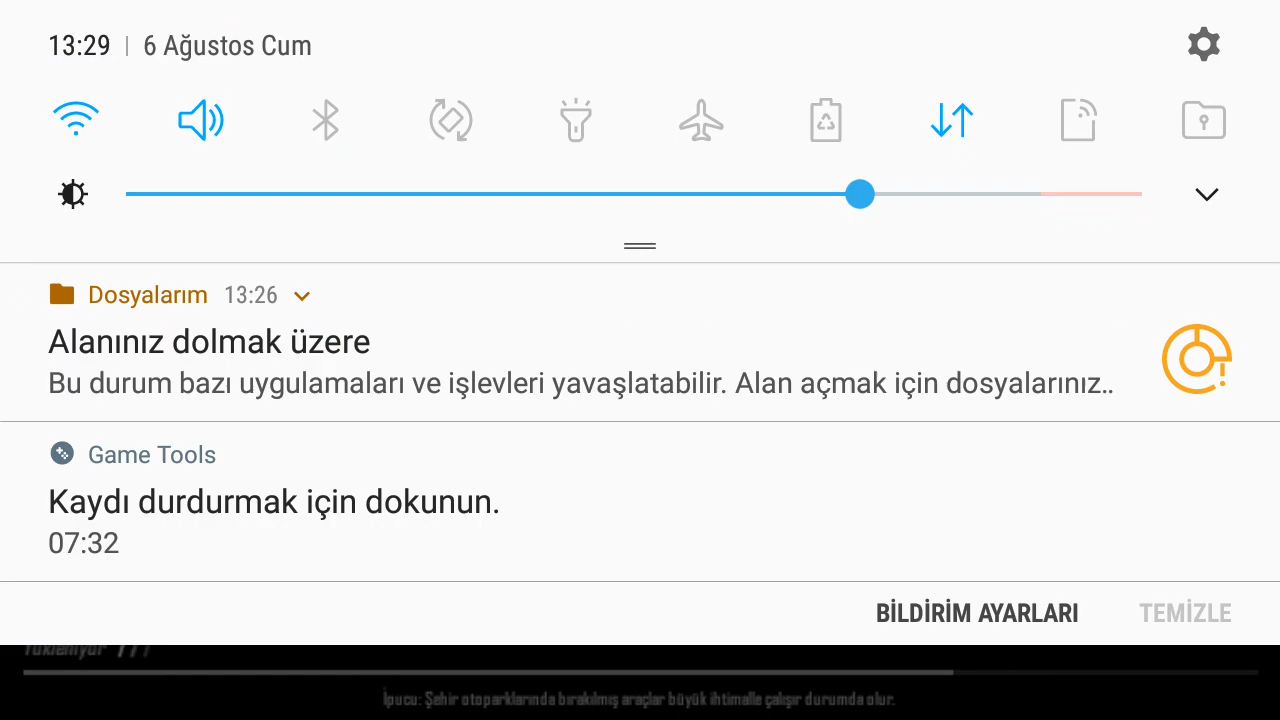 13:29 | 6 Ağustos Cum
Dosyalarım 13:26
Alanınız dolmak üzere
Bu durum bazı uygulamaları ve işlevleri yavaşlatabilir. Alan açmak için dosyalarınız..
Game Tools
Kaydı durdurmak için dokunun.
07:32
BİLDİRİM AYARLARI TEMİZLE
Yükleniyor
İpucu: Şehir otoparklarında bırakılmış araçlar büyük ihtimalle çalışır durumda olur.